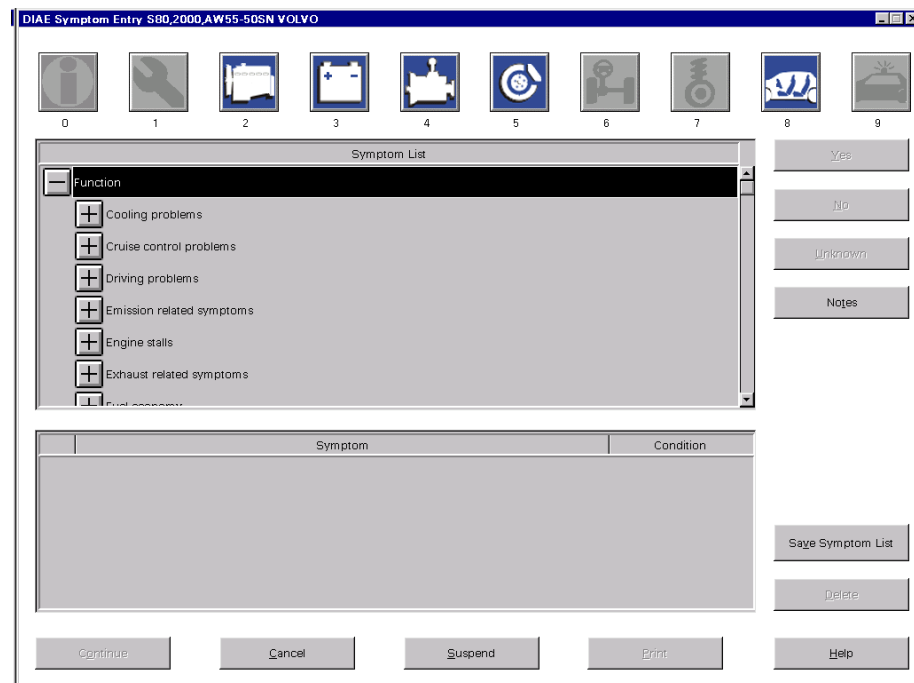 DIAE Symptom Entry S80,2000,AW55-50SN VOLVO
0 1 2 3 4 5 6 7 8 9
Symptom List
Yes
Function
Cooling problems
No
Cruise control problems
Unknown
Driving problems
Notes
Emission related symptoms
Engine stalls
Exhaust related symptoms
Fuel economy
Symptom Condition
Save Symptom List
Delete
Continue Cancel Suspend Print Help